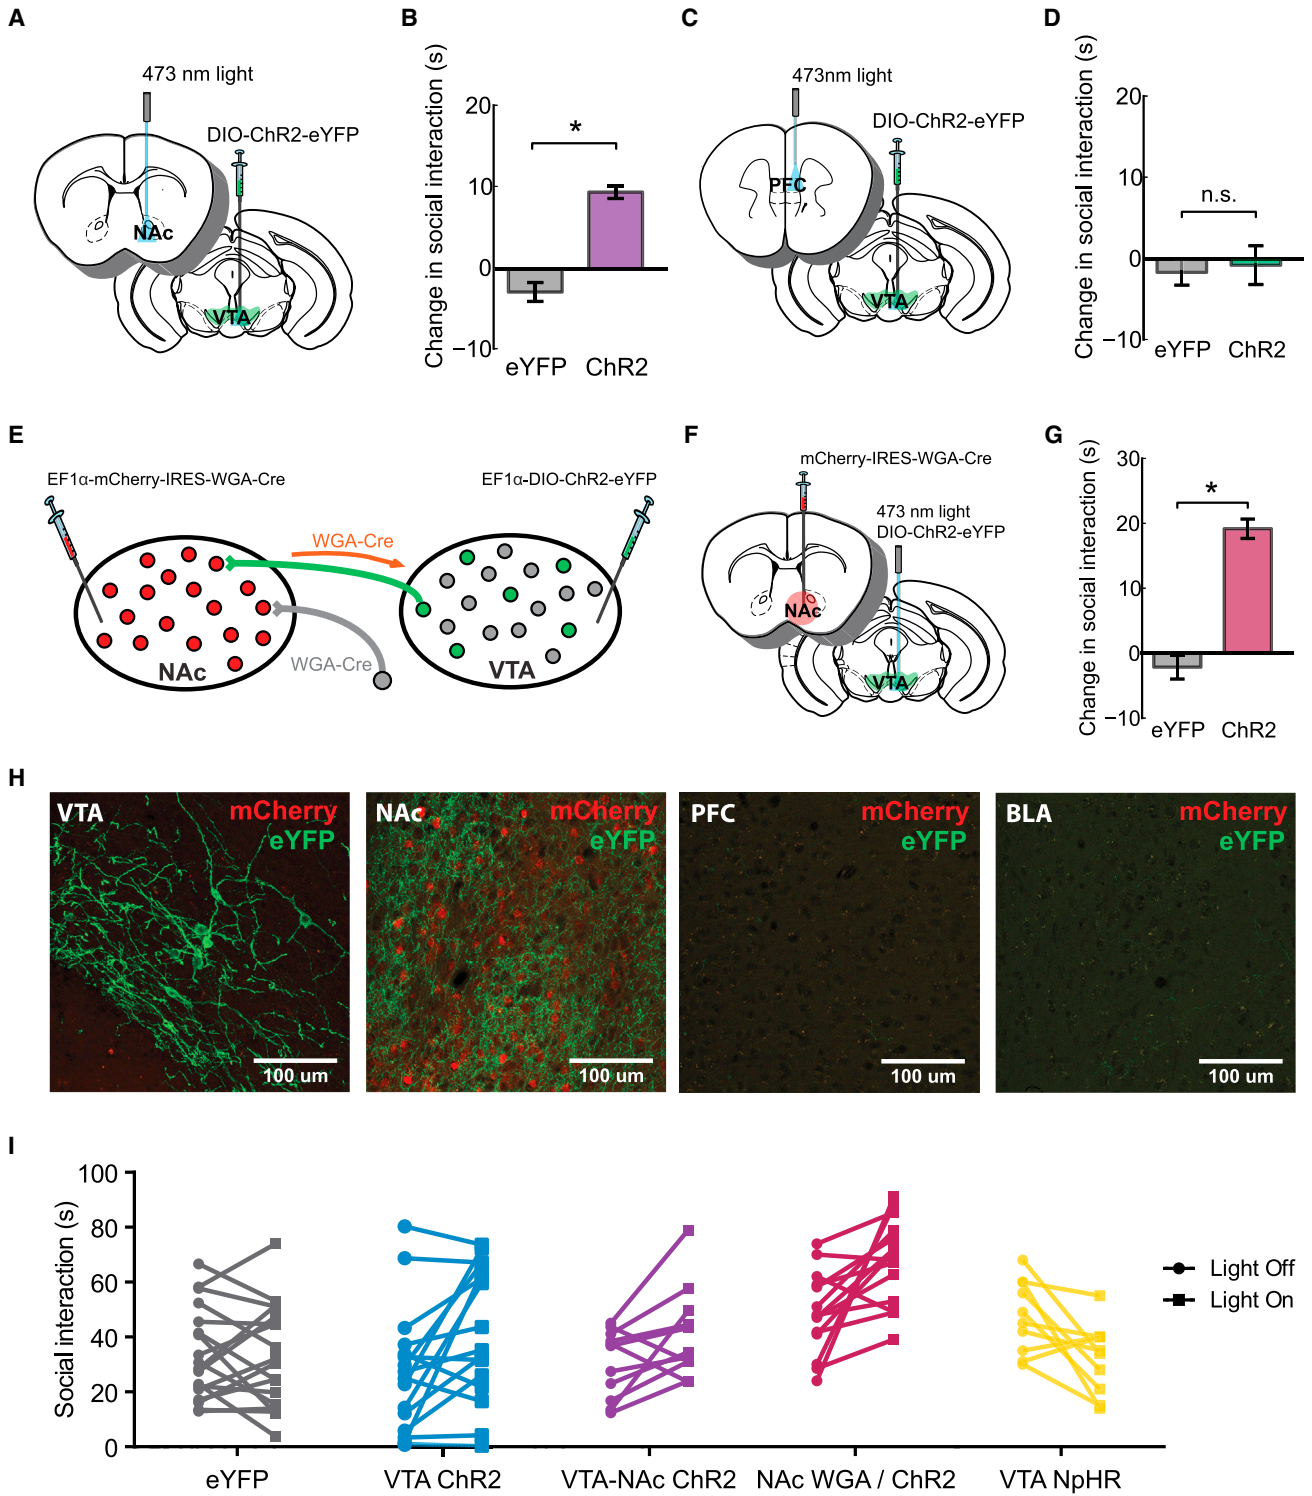 A
473 nm light
DIO-ChR2-eYFP
NAc
VTA
B
Change in social interaction (s)
20
10
0
−10
*
eYFP
ChR2
C
473nm light
DIO-ChR2-eYFP
PFC
VTA
D
Change in social interaction (s)
20
10
0
−10
n.s.
eYFP
ChR2
E
EF1α-mCherry-IRES-WGA-Cre
EF1α-DIO-ChR2-eYFP
WGA-Cre
WGA-Cre
NAc
VTA
F
mCherry-IRES-WGA-Cre
473 nm light
DIO-ChR2-eYFP
NAc
VTA
G
Change in social interaction (s)
30
20
10
0
−10
*
eYFP
ChR2
H
VTA
mCherry
eYFP
100 um
NAc
mCherry
eYFP
100 um
PFC
mCherry
eYFP
100 um
BLA
mCherry
eYFP
100 um
I
Social interaction (s)
100
80
60
40
20
0
eYFP
VTA ChR2
VTA-NAc ChR2
NAc WGA / ChR2
VTA NpHR
Light Off
Light On